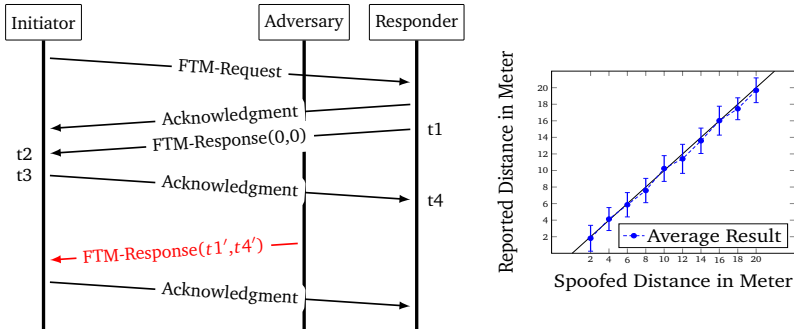 Initiator
Adversary
Responder
FTM-Request
Acknowledgment
t1
FTM-Response(0,0)
t2
t3
Acknowledgment
t4
FTM-Response(t1′,t4′)
Acknowledgment
Reported Distance in Meter
20
18
16
14
12
10
8
6
4
2
Average Result
2 4 6 8 10 12 14 16 18 20
Spoofed Distance in Meter